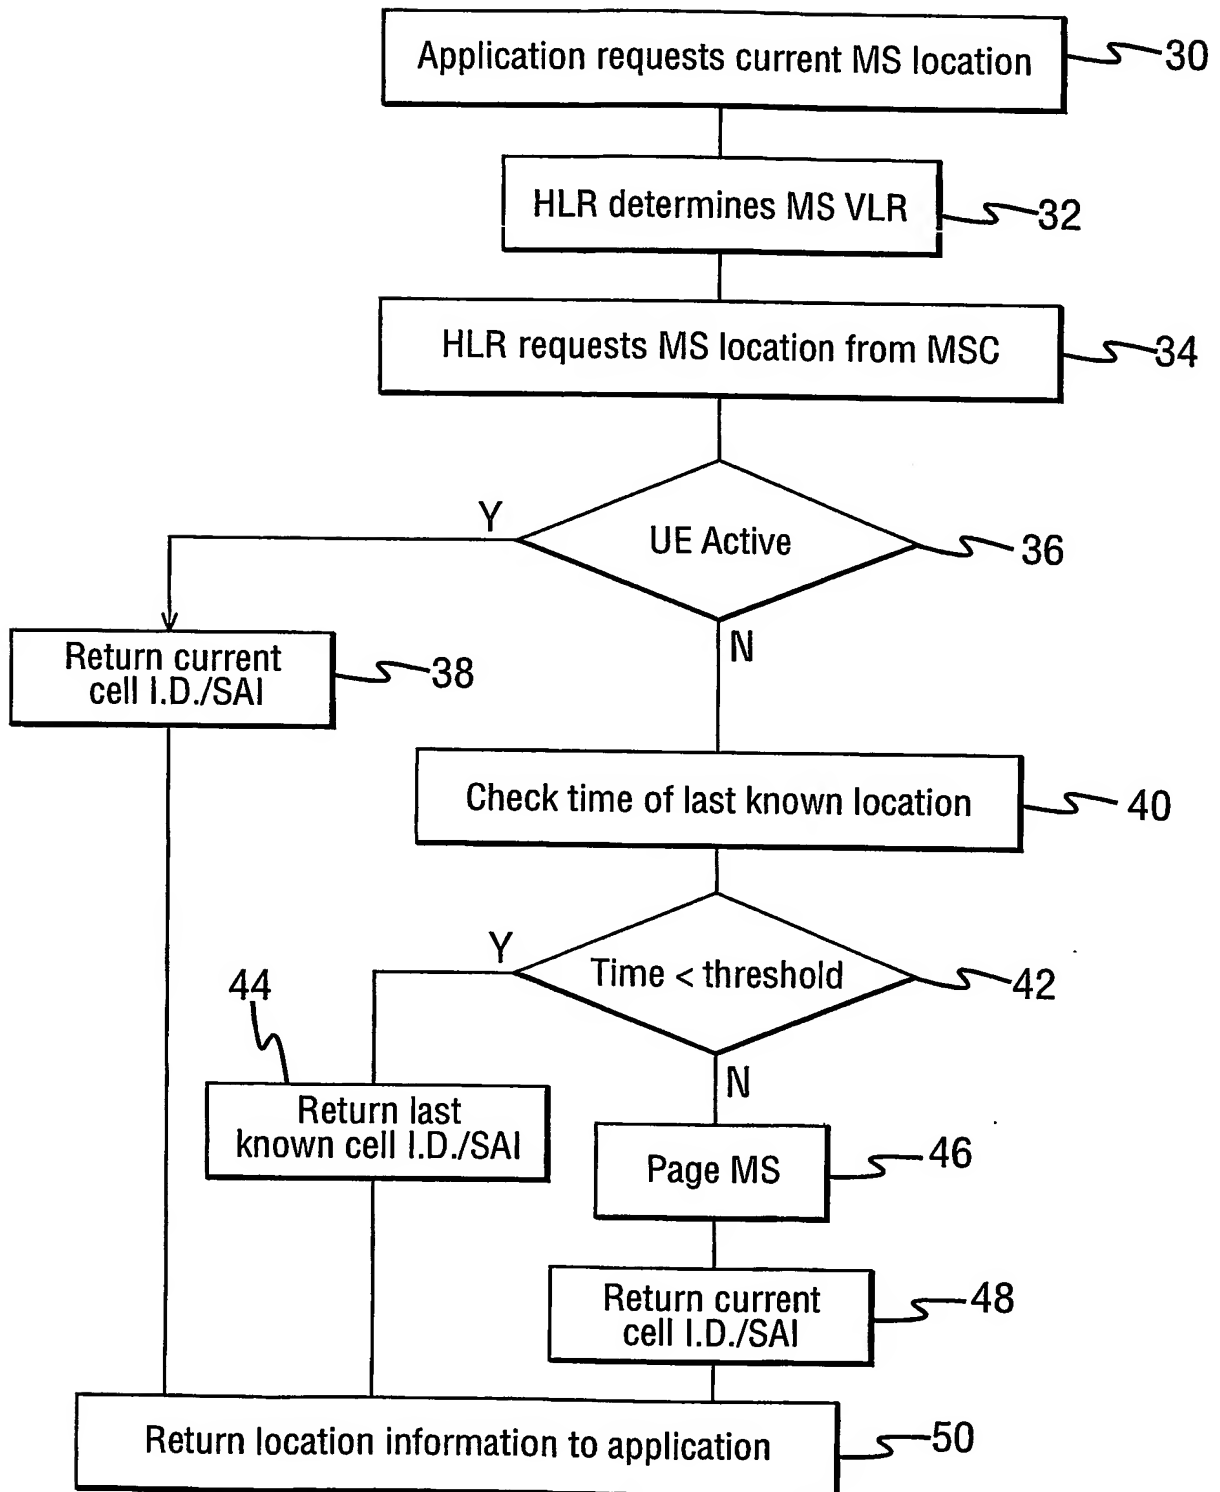 Application requests current MS location
30
HLR determines MS VLR
32
HLR requests MS location from MSC
34
Y
UE Active
36
N
Return current
cell I.D./SAI
38
Check time of last known location
40
Y
Time < threshold
42
44
N
Return last
known cell I.D./SAI
Page MS
46
Return current
cell I.D./SAI
48
Return location information to application
50